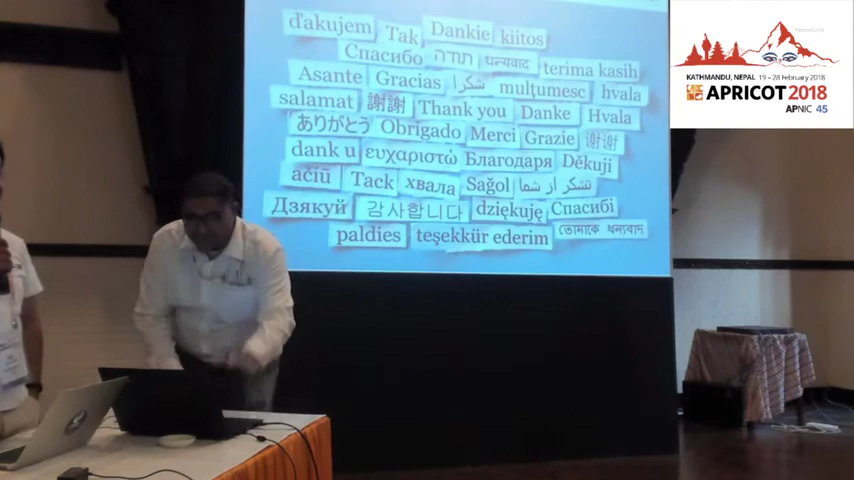 ďakujem Tak Dankie kiitos
Спасибо תודה धन्यवाद terima kasih
Asante Gracias شكرا mulţumesc hvala
salamat 謝謝 Thank you Danke Hvala
ありがとう Obrigado Merci Grazie 谢谢
dank u ευχαριστώ Благодаря Děkuji
ačiū Tack хвала Sağol تشكر از شما
Дзякуй 감사합니다 dziękuję Спасибі
paldies teşekkür ederim তোমাকে ধন্যবাদ
KATHMANDU, NEPAL 19 – 28 February 2018
APRICOT 2018
APNIC 45